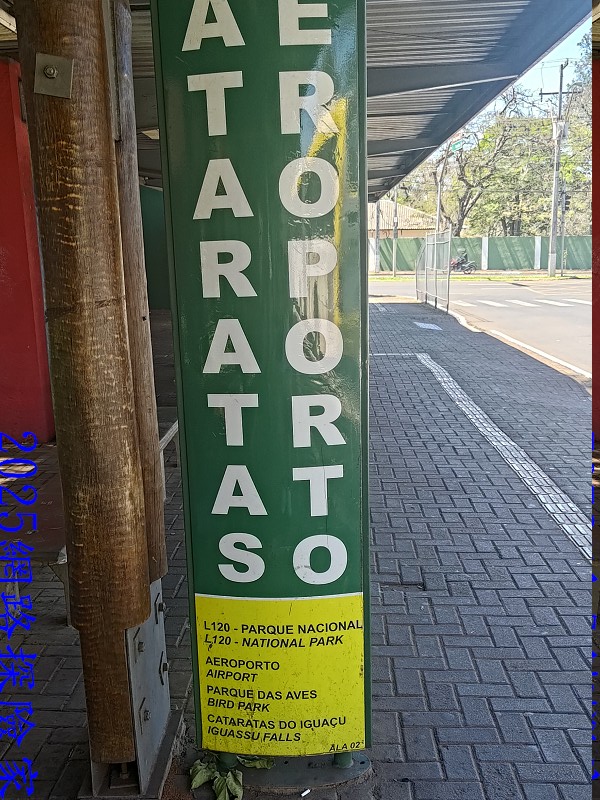 ATARATAS
EROPORTO
L120 - PARQUE NACIONAL
L120 - NATIONAL PARK
AEROPORTO
AIRPORT
PARQUE DAS AVES
BIRD PARK
CATARATAS DO IGUAÇU
IGUASSU FALLS
ALA 02
2025網路探險家